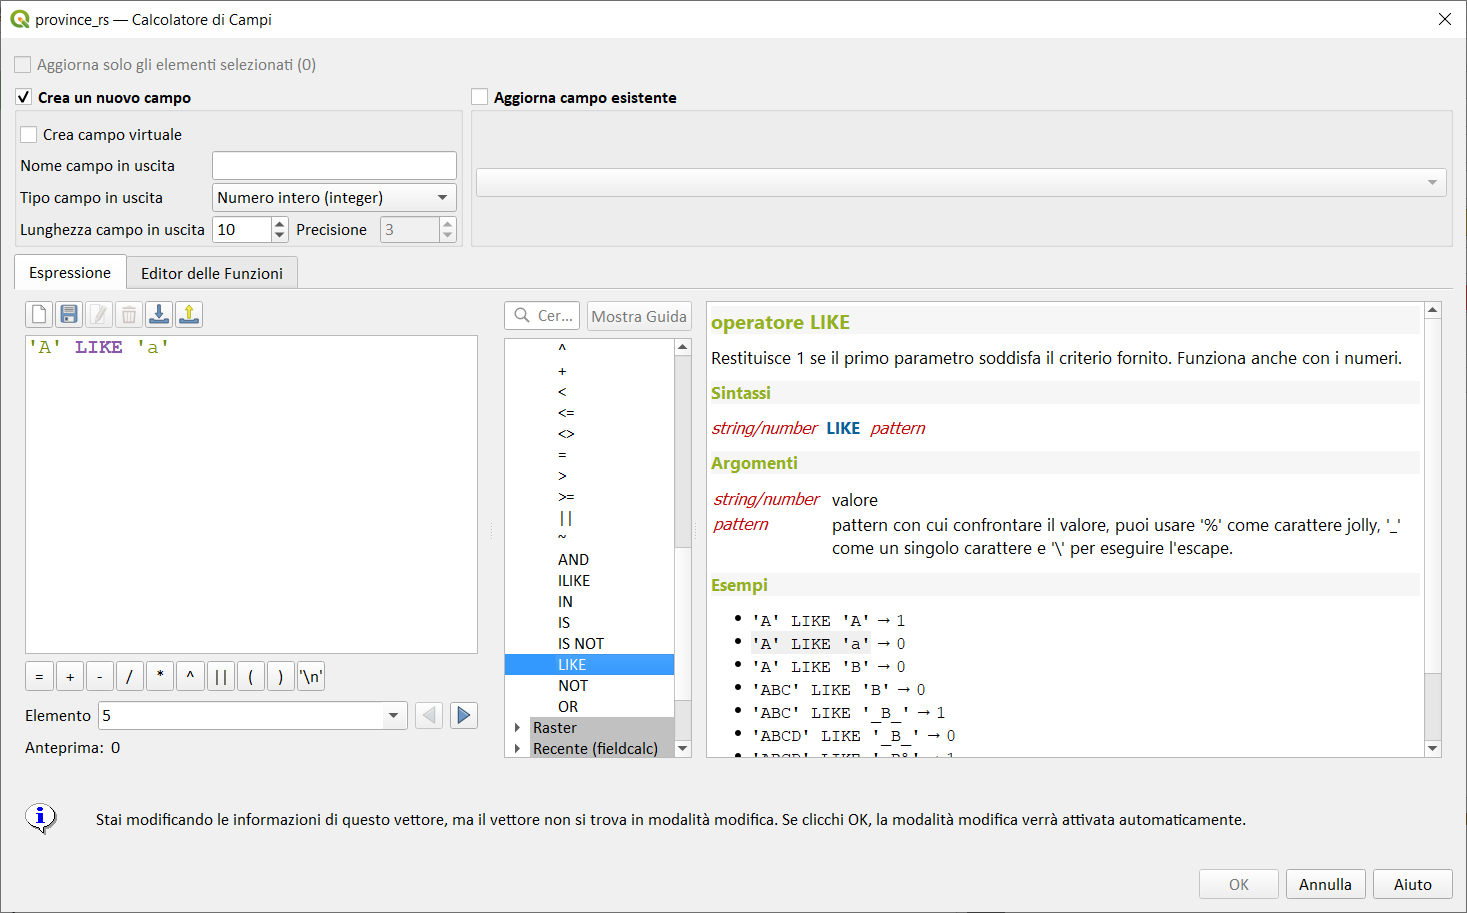 province_rs — Calcolatore di Campi
Aggiorna solo gli elementi selezionati (0)
Crea un nuovo campo
Aggiorna campo esistente
Crea campo virtuale
Nome campo in uscita
Tipo campo in uscita Numero intero (integer)
Lunghezza campo in uscita 10 Precisione 3
Espressione Editor delle Funzioni
'A' LIKE 'a'
= + - / * ^ || ( ) '\n'
Elemento 5
Anteprima: 0
Cer... Mostra Guida
^
+
<
<=
<>
=
>
>=
||
~
AND
ILIKE
IN
IS
IS NOT
LIKE
NOT
OR
Raster
Recente (fieldcalc)
operatore LIKE
Restituisce 1 se il primo parametro soddisfa il criterio fornito. Funziona anche con i numeri.
Sintassi
string/number LIKE pattern
Argomenti
string/number valore
pattern pattern con cui confrontare il valore, puoi usare '%' come carattere jolly, '_'
come un singolo carattere e '\' per eseguire l'escape.
Esempi
• 'A' LIKE 'A' → 1
• 'A' LIKE 'a' → 0
• 'A' LIKE 'B' → 0
• 'ABC' LIKE 'B' → 0
• 'ABC' LIKE '_B_' → 1
• 'ABCD' LIKE '_B_' → 0
• 'ABCD' LIKE '_B%' → 1
Stai modificando le informazioni di questo vettore, ma il vettore non si trova in modalità modifica. Se clicchi OK, la modalità modifica verrà attivata automaticamente.
OK Annulla Aiuto